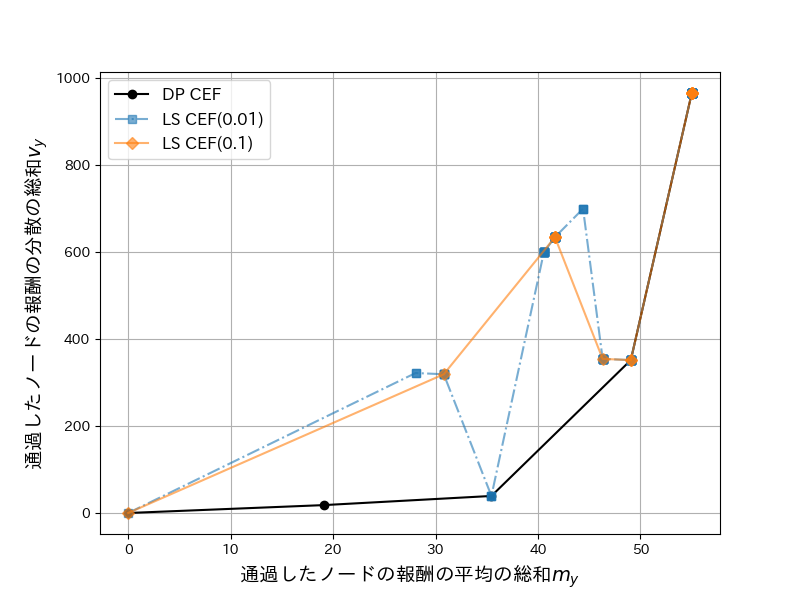 DP CEF
LS CEF(0.01)
LS CEF(0.1)
通過したノードの報酬の分散の総和v_y
1000
800
600
400
200
0
0 10 20 30 40 50
通過したノードの報酬の平均の総和m_y